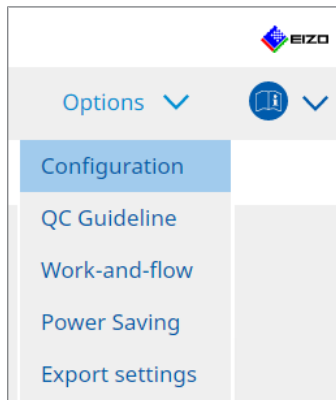 EIZO
Options
Configuration
QC Guideline
Work-and-flow
Power Saving
Export settings